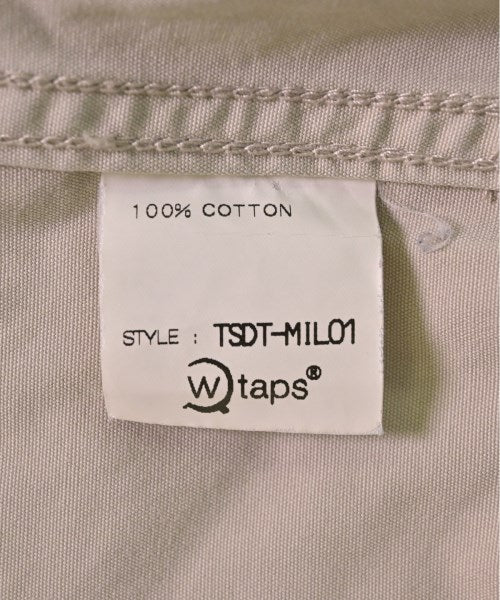 100% COTTON
STYLE : TSDT-MIL01
W)taps®